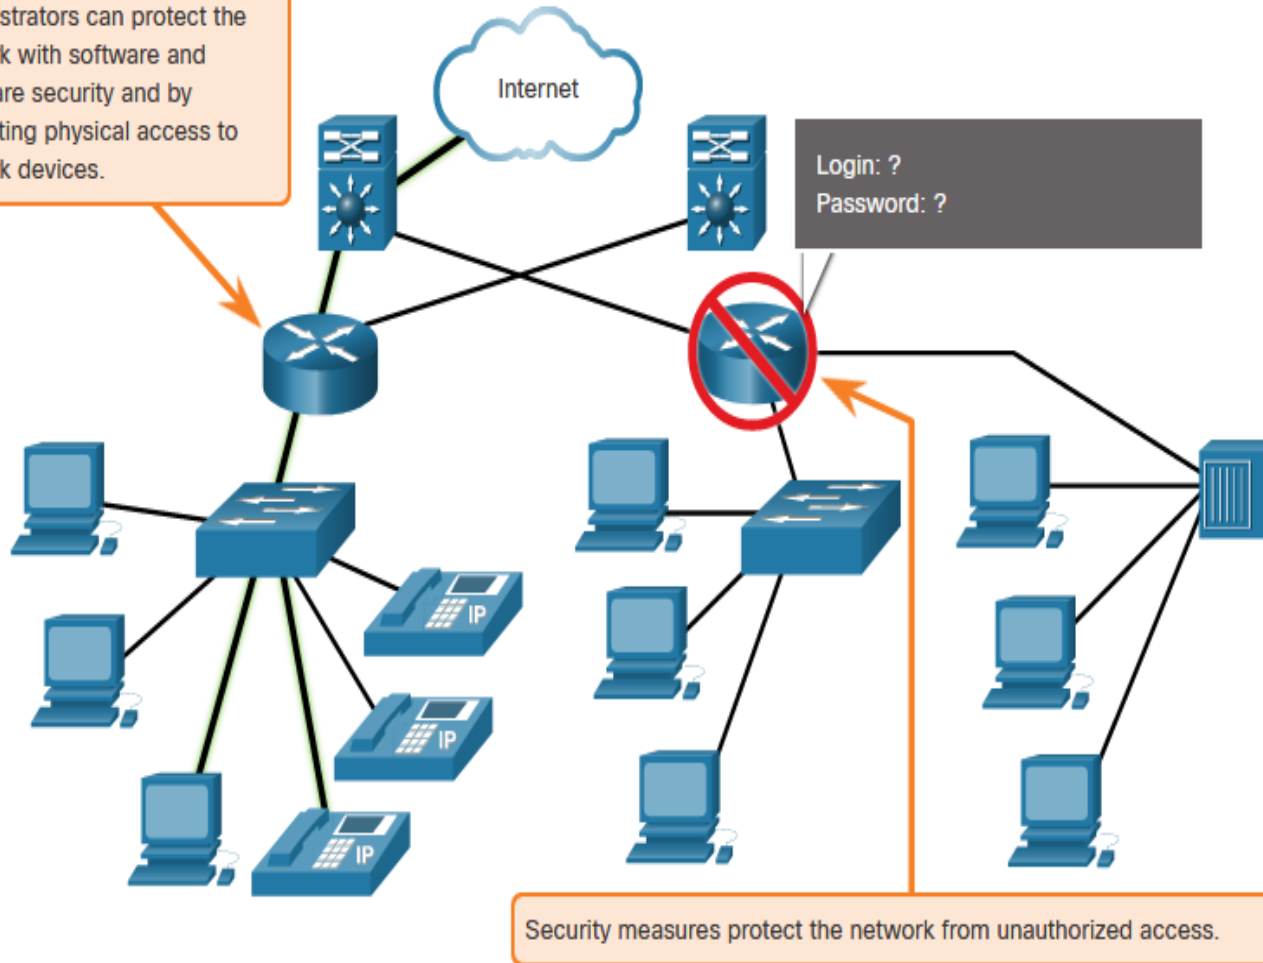 strators can protect the
k with software and
are security and by
ting physical access to
k devices.
Internet
Login: ?
Password: ?
IP
IP
IP
Security measures protect the network from unauthorized access.